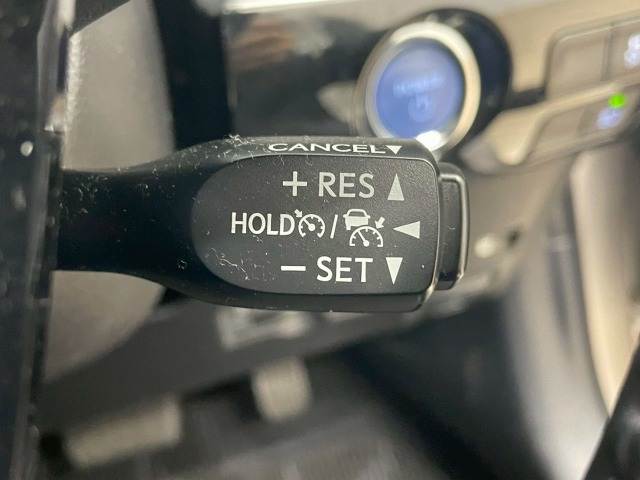 CANCEL▼
+ RES ▲
HOLD / ◀
− SET ▼